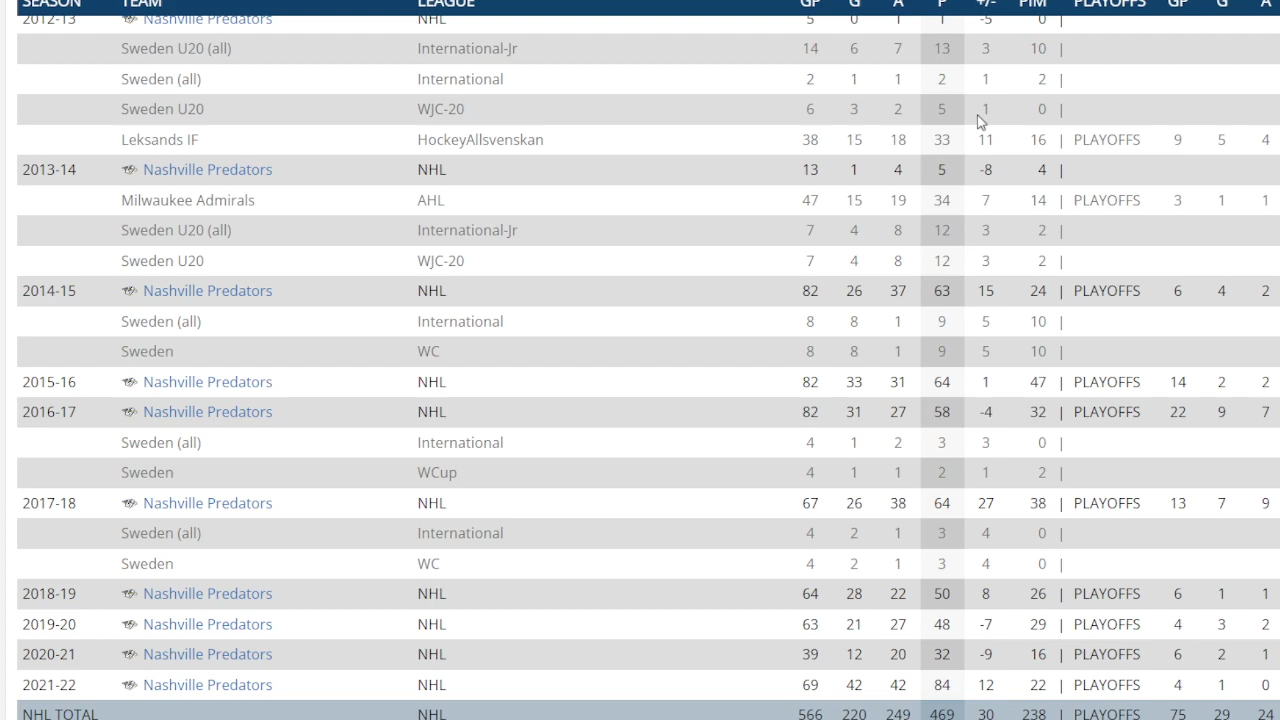 SEASON TEAM LEAGUE GP G A P +/- PIM PLAYOFFS GP G A
2012-13 Nashville Predators NHL 5 0 1 1 -5 0 |
Sweden U20 (all) International-Jr 14 6 7 13 3 10 |
Sweden (all) International 2 1 1 2 1 2 |
Sweden U20 WJC-20 6 3 2 5 1 0 |
Leksands IF HockeyAllsvenskan 38 15 18 33 11 16 | PLAYOFFS 9 5 4
2013-14 Nashville Predators NHL 13 1 4 5 -8 4 |
Milwaukee Admirals AHL 47 15 19 34 7 14 | PLAYOFFS 3 1 1
Sweden U20 (all) International-Jr 7 4 8 12 3 2 |
Sweden U20 WJC-20 7 4 8 12 3 2 |
2014-15 Nashville Predators NHL 82 26 37 63 15 24 | PLAYOFFS 6 4 2
Sweden (all) International 8 8 1 9 5 10 |
Sweden WC 8 8 1 9 5 10 |
2015-16 Nashville Predators NHL 82 33 31 64 1 47 | PLAYOFFS 14 2 2
2016-17 Nashville Predators NHL 82 31 27 58 -4 32 | PLAYOFFS 22 9 7
Sweden (all) International 4 1 2 3 3 0 |
Sweden WCup 4 1 1 2 1 2 |
2017-18 Nashville Predators NHL 67 26 38 64 27 38 | PLAYOFFS 13 7 9
Sweden (all) International 4 2 1 3 4 0 |
Sweden WC 4 2 1 3 4 0 |
2018-19 Nashville Predators NHL 64 28 22 50 8 26 | PLAYOFFS 6 1 1
2019-20 Nashville Predators NHL 63 21 27 48 -7 29 | PLAYOFFS 4 3 2
2020-21 Nashville Predators NHL 39 12 20 32 -9 16 | PLAYOFFS 6 2 1
2021-22 Nashville Predators NHL 69 42 42 84 12 22 | PLAYOFFS 4 1 0
NHL TOTAL NHL 566 220 249 469 30 238 | PLAYOFFS 75 29 24